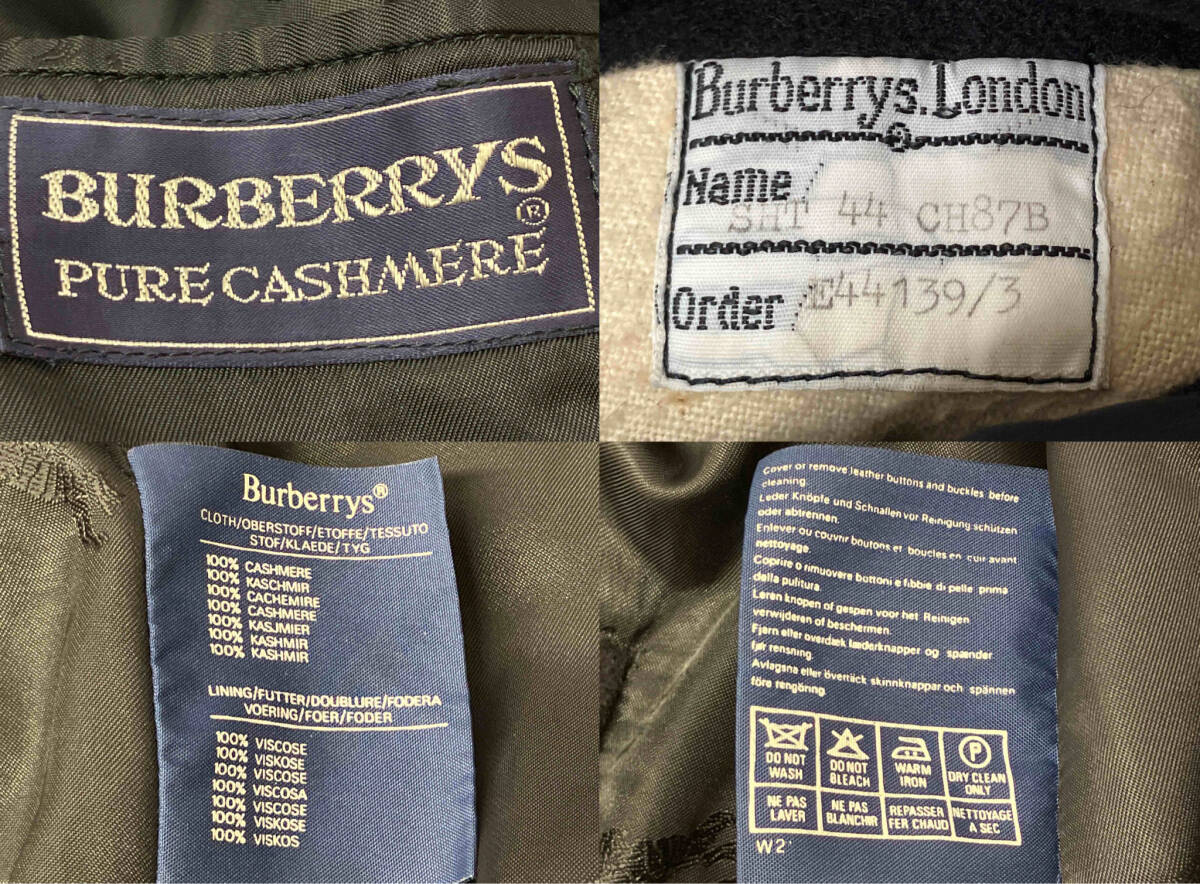 BURBERRYS
®
PURE CASHMERE
Burberrys. London
Name
SHT 44 CH87B
Order E44139/3
Burberrys®
CLOTH/OBERSTOFF/ETOFFE/TESSUTO
STOF/KLAEDE/TYG
100% CASHMERE
100% KASCHMIR
100% CACHEMIRE
100% CASHMERE
100% KASJMIER
100% KASHMIR
100% KASHMIR
LINING/FUTTER/DOUBLURE/FODERA
VOERING/FOER/FODER
100% VISCOSE
100% VISKOSE
100% VISCOSE
100% VISCOSA
100% VISCOSE
100% VISKOSE
100% VISKOS
Cover or remove leather buttons and buckles before
cleaning.
Leder Knöpfe und Schnallen vor Reinigung schützen
oder abtrennen.
Enlever ou couvrir boutons et boucles en cuir avant
nettoyage.
Coprire o rimuovere bottoni e fibbie di pelle prima
della pulitura.
Leren knopen of gespen voor het Reinigen
verwijderen of beschermen.
Fjern eller overdæk læderknapper og spænder
før rensning.
Avlagsna eller övertäck skinnknappar och spännen
före rengöring.
DO NOT WASH
DO NOT BLEACH
WARM IRON
P
DRY CLEAN ONLY
NE PAS LAVER
NE PAS BLANCHIR
REPASSER FER CHAUD
NETTOYAGE A SEC
W2